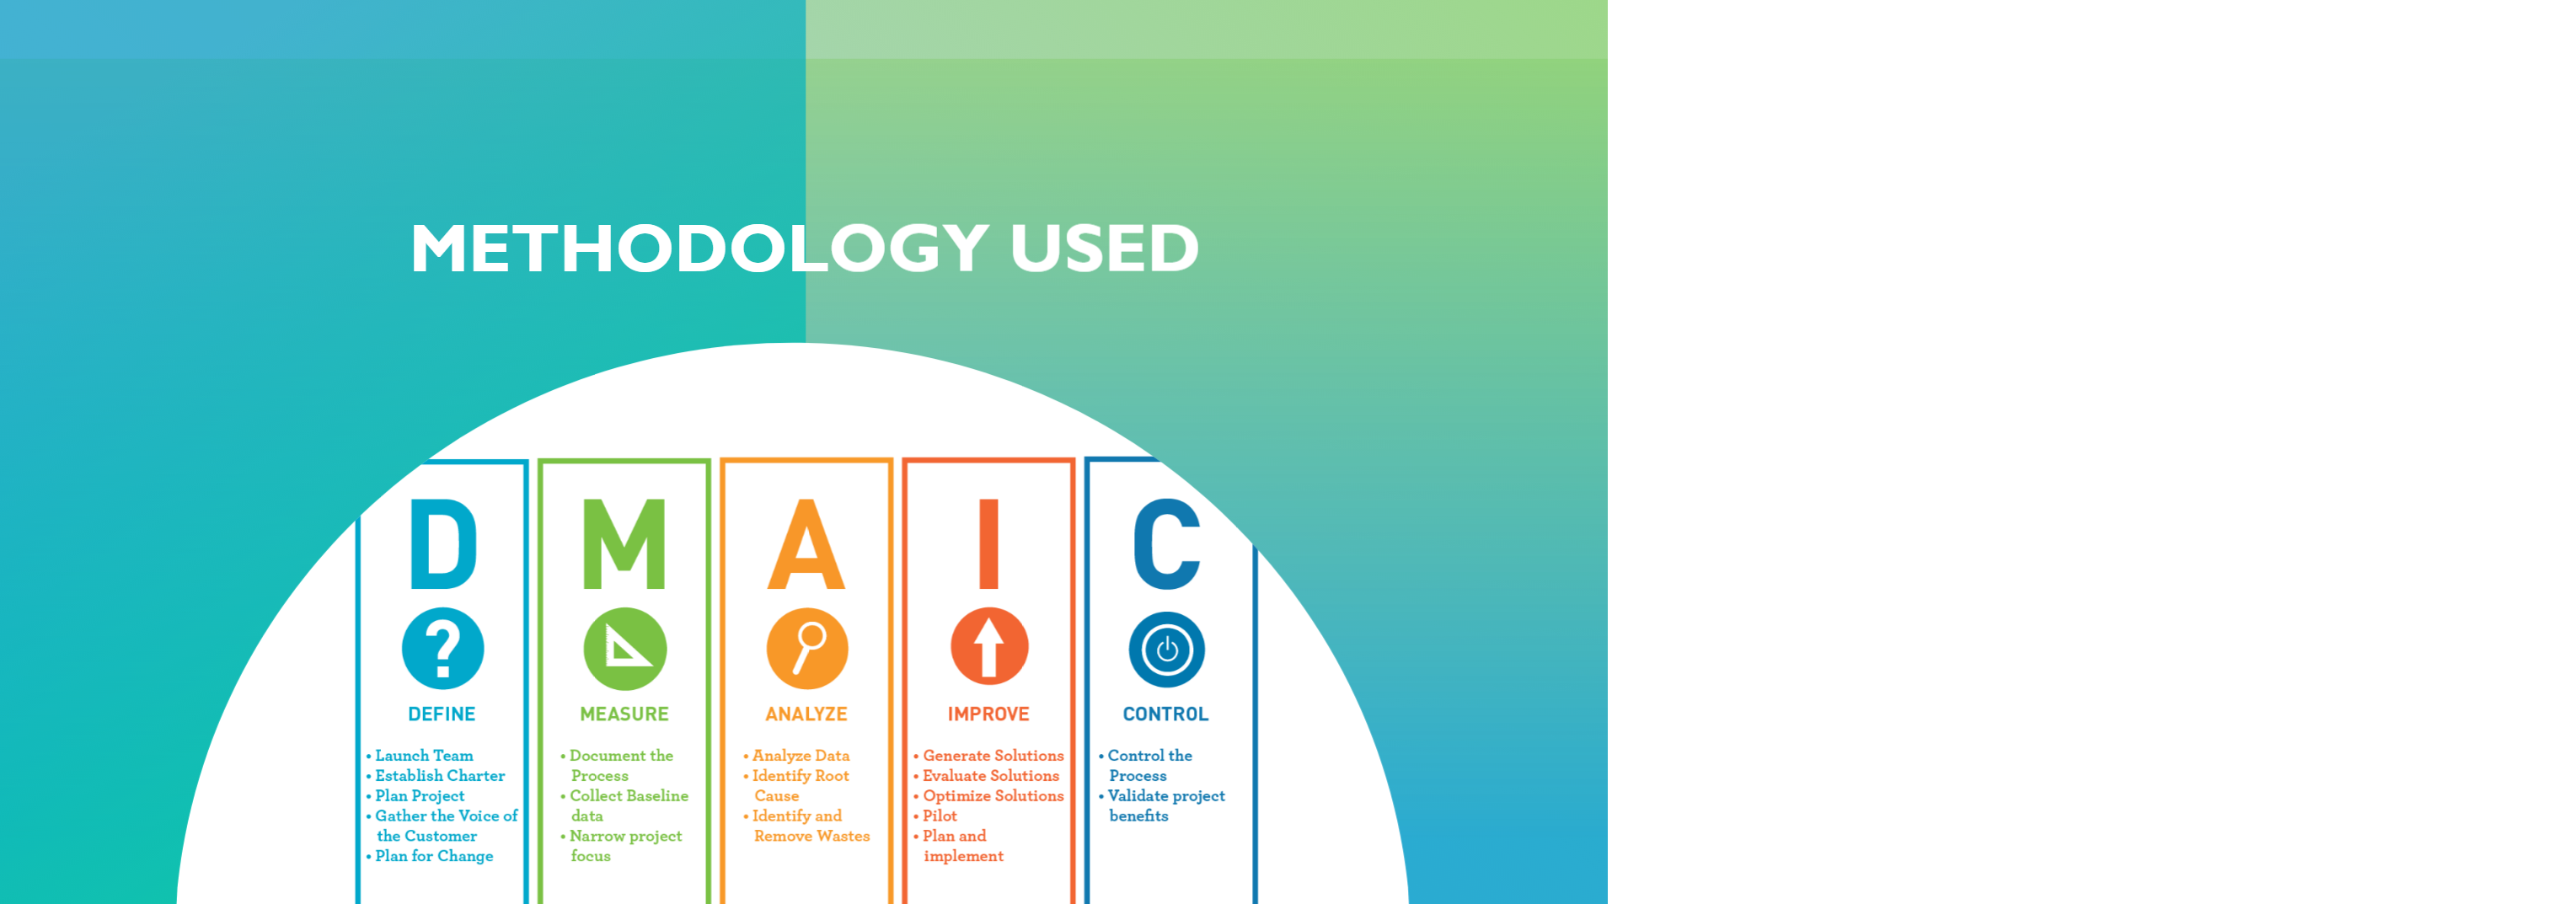 METHODOLOGY USED
D
DEFINE
• Launch Team
• Establish Charter
• Plan Project
• Gather the Voice of
the Customer
• Plan for Change
M
MEASURE
• Document the
Process
• Collect Baseline
data
• Narrow project
focus
A
ANALYZE
• Analyze Data
• Identify Root
Cause
• Identify and
Remove Wastes
I
IMPROVE
• Generate Solutions
• Evaluate Solutions
• Optimize Solutions
• Pilot
• Plan and
implement
C
CONTROL
• Control the
Process
• Validate project
benefits